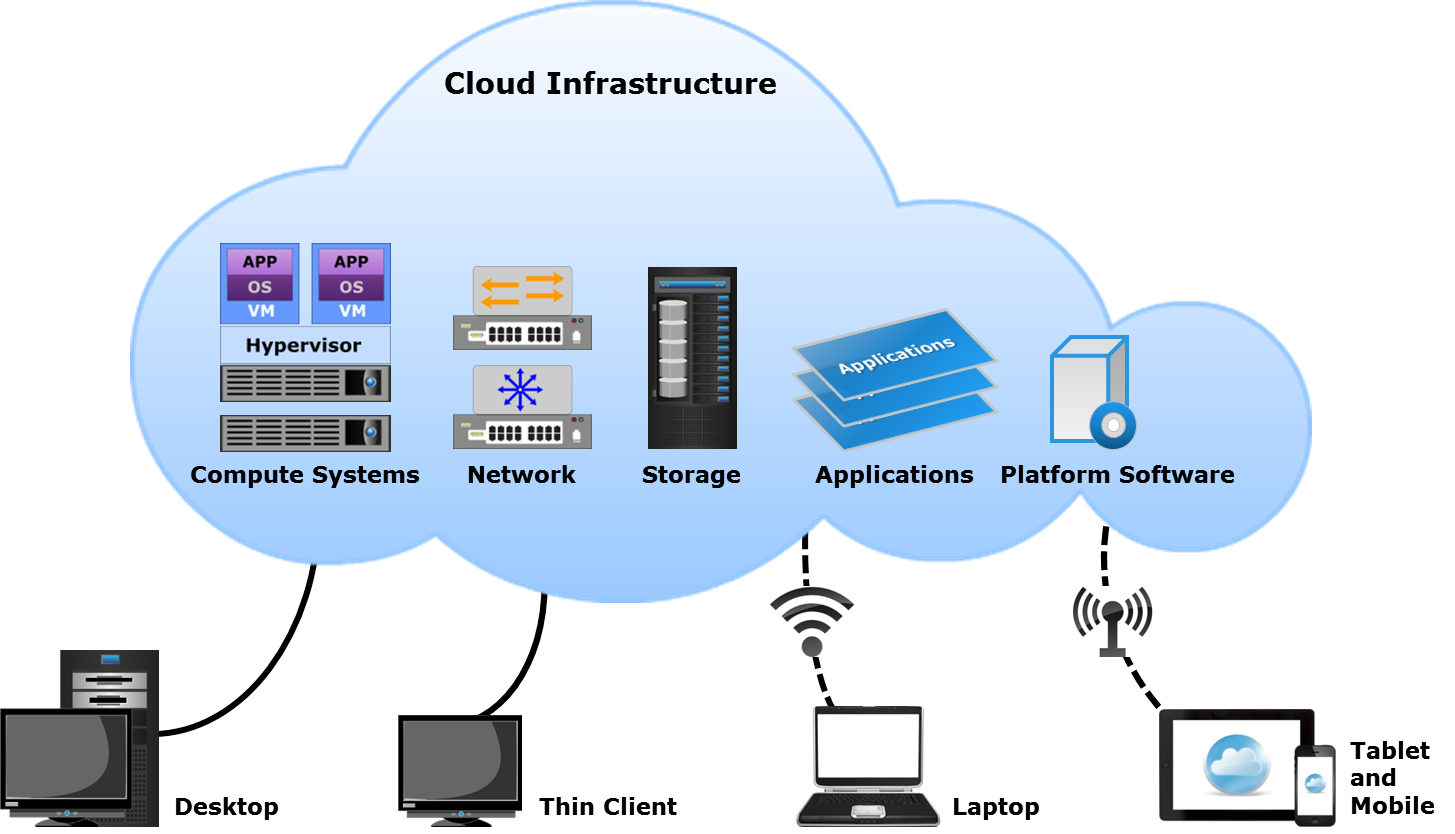 Cloud Infrastructure
APP
OS
VM
APP
OS
VM
Hypervisor
Applications
Compute Systems
Network
Storage
Applications
Platform Software
Desktop
Thin Client
Laptop
Tablet
and
Mobile